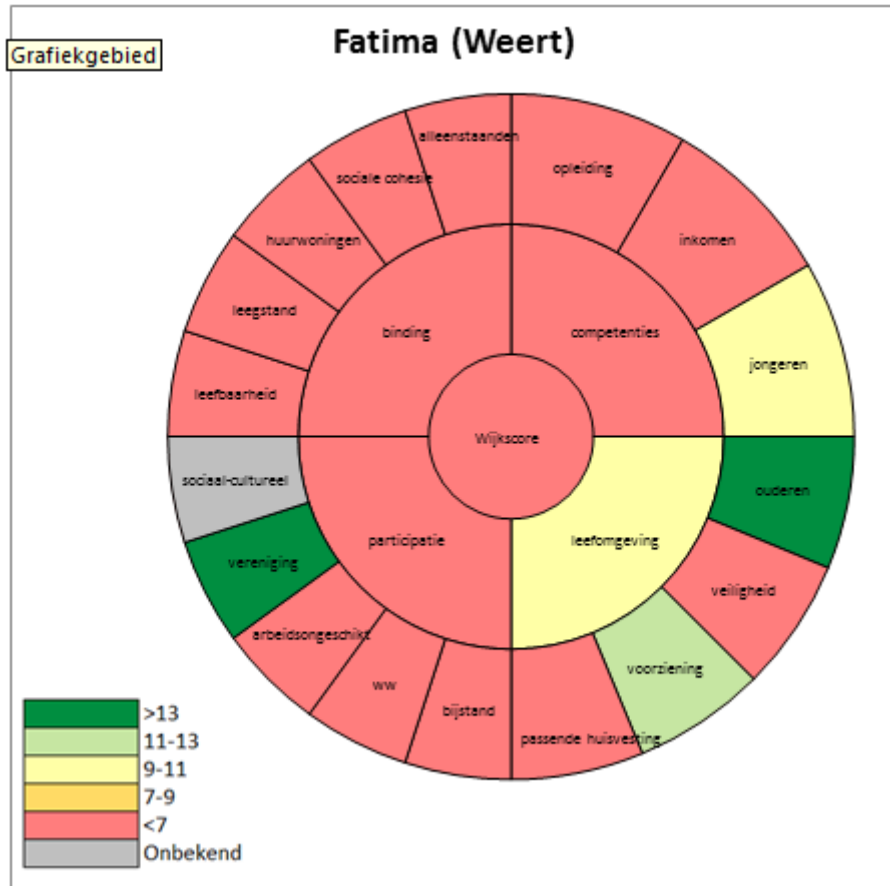 Fatima (Weert)
Grafiekgebied
alleenstaanden
opleiding
sociale cohesie
inkomen
huurwoningen
leegstand
binding
competenties
jongeren
leefbaarheid
Wijkscore
sociaal-cultureel
ouderen
participatie
leefomgeving
vereniging
veiligheid
arbeidsongeschikt
voorziening
ww
bijstand
passende huisvesting
>13
11-13
9-11
7-9
<7
Onbekend